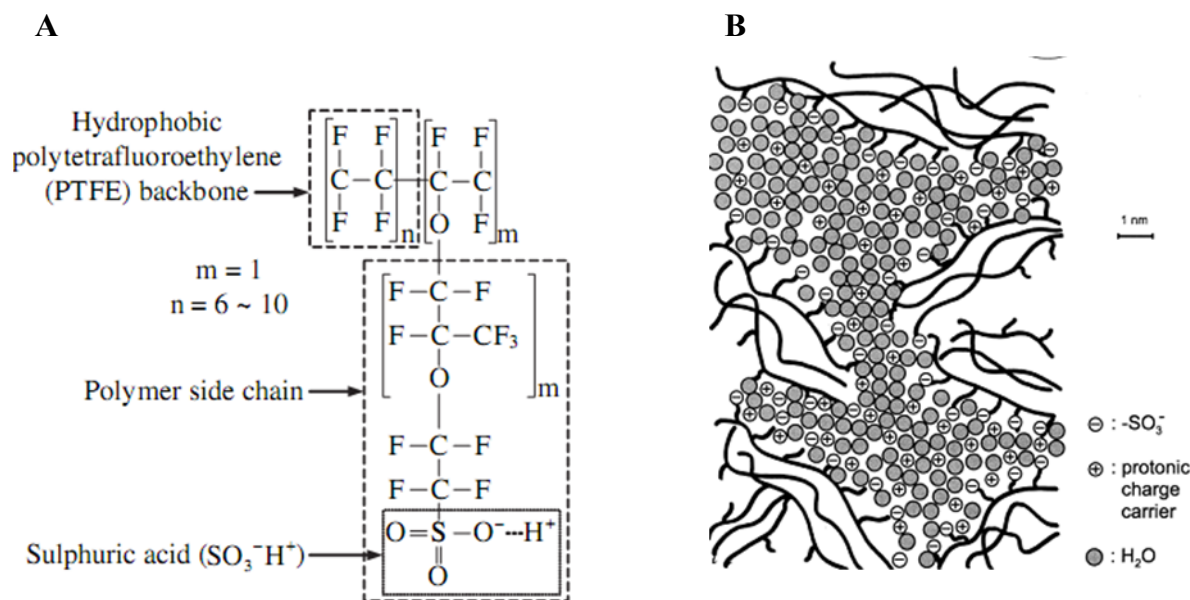 A
B
Hydrophobic
polytetrafluoroethylene
(PTFE) backbone
F F F F
C C C C
F F O F
n m
m = 1
n = 6 ~ 10
F C F
F C CF₃
O
m
Polymer side chain
F C F
F C F
O=S−O⁻---H⁺
O
Sulphuric acid (SO₃⁻H⁺)
1 nm
⊖ : -SO₃⁻
⊕ : protonic
charge
carrier
: H₂O